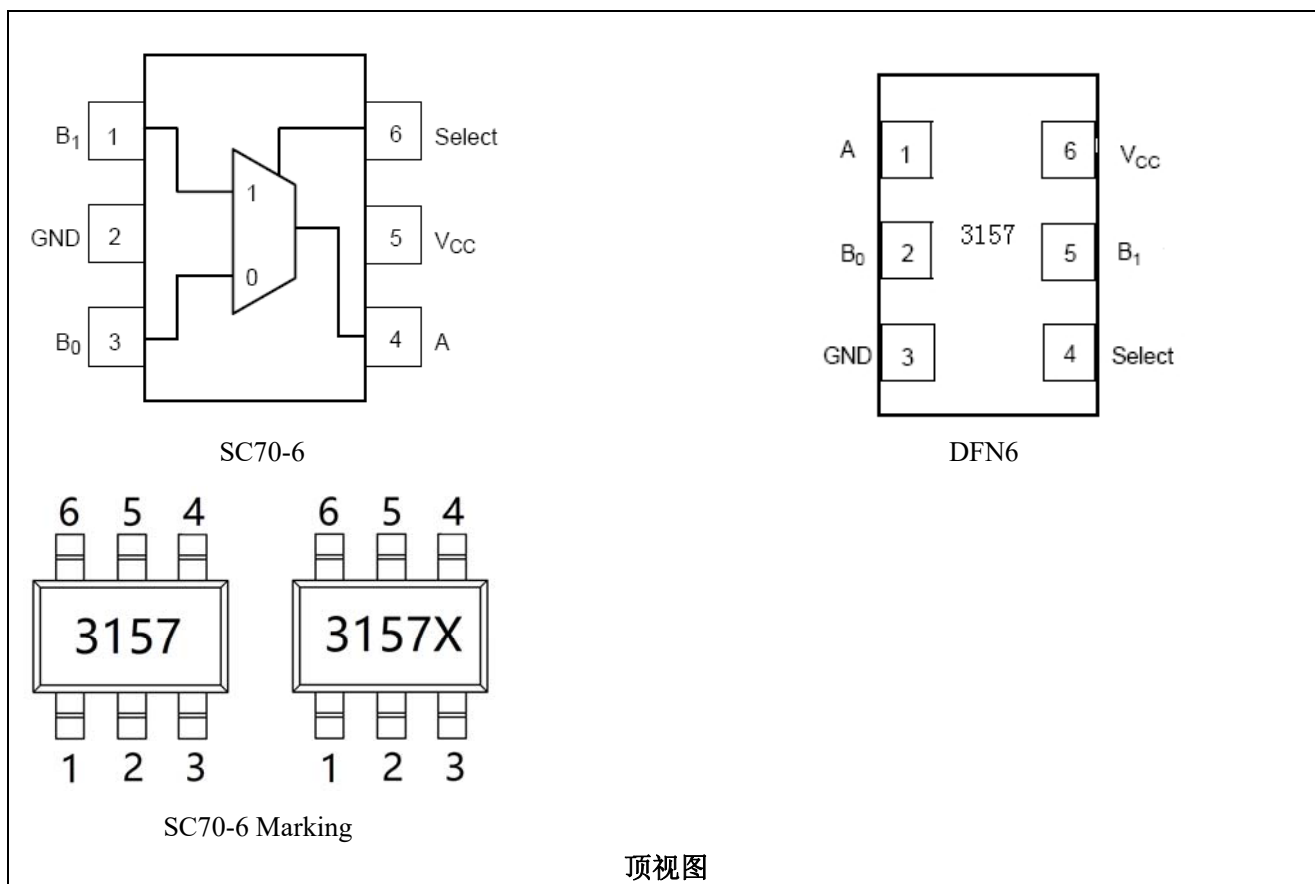 B1 1
6 Select
1
GND 2
5 VCC
0
B0 3
4 A
SC70-6
A 1
6 VCC
3157
B0 2
5 B1
GND 3
4 Select
DFN6
6 5 4
3157
1 2 3
6 5 4
3157X
1 2 3
SC70-6 Marking
顶视图